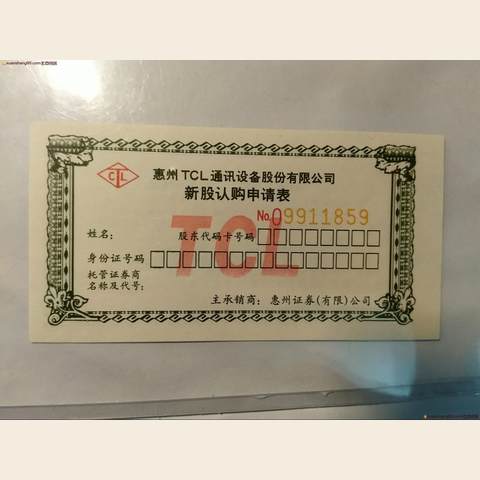 惠州TCL通讯设备股份有限公司
新股认购申请表
No.09911859
TCL
姓名: 股东代码卡号码
身份证号码
托管证券商
名称及代号:
主承销商: 惠州证券(有限)公司